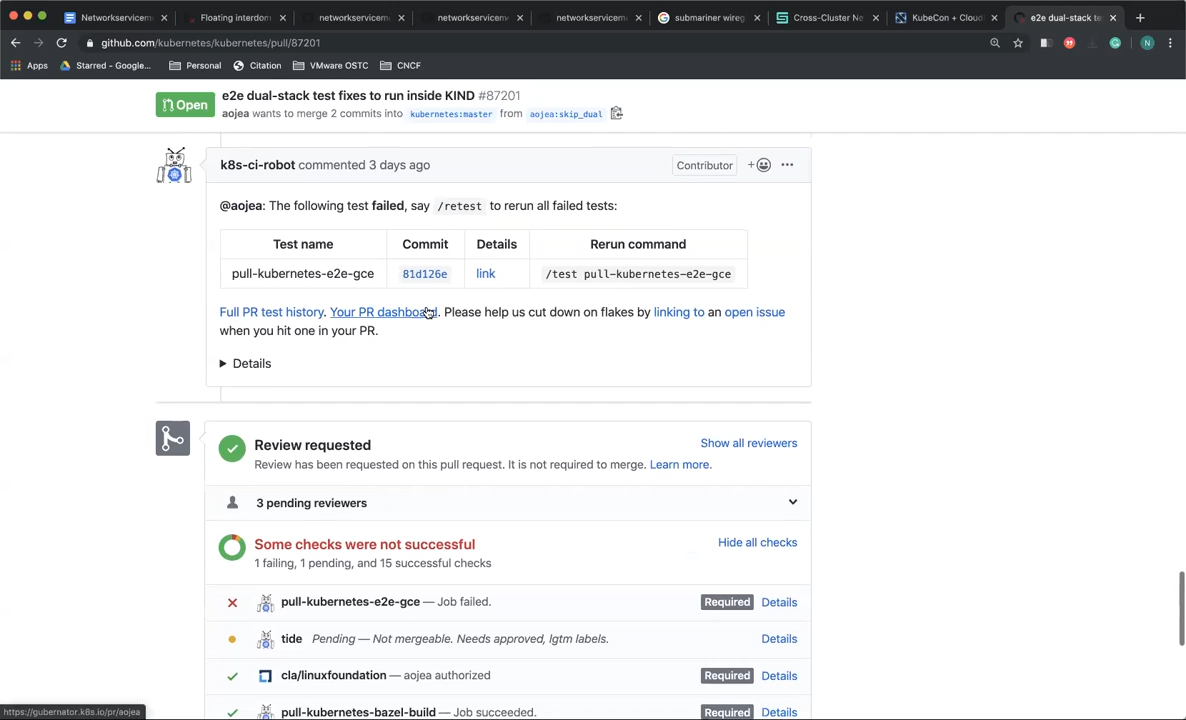 Networkservicem
Floating interdom
networkservicem
networkservicem
networkservicem
submariner wireg
Cross-Cluster Ne
KubeCon + Cloud
e2e dual-stack te
github.com/kubernetes/kubernetes/pull/87201
N
Apps
Starred - Google...
Personal
Citation
VMware OSTC
CNCF
Open
e2e dual-stack test fixes to run inside KIND #87201
aojea wants to merge 2 commits into kubernetes:master from aojea:skip_dual
k8s-ci-robot commented 3 days ago
Contributor
@aojea: The following test failed, say /retest to rerun all failed tests:
Test name Commit Details Rerun command
pull-kubernetes-e2e-gce 81d126e link /test pull-kubernetes-e2e-gce
Full PR test history. Your PR dashboard. Please help us cut down on flakes by linking to an open issue
when you hit one in your PR.
Details
Review requested
Show all reviewers
Review has been requested on this pull request. It is not required to merge. Learn more.
3 pending reviewers
Some checks were not successful
Hide all checks
1 failing, 1 pending, and 15 successful checks
pull-kubernetes-e2e-gce — Job failed. Required Details
tide Pending — Not mergeable. Needs approved, lgtm labels. Details
cla/linuxfoundation — aojea authorized Required Details
pull-kubernetes-bazel-build — Job succeeded. Required Details
https://gubernator.k8s.io/pr/aojea